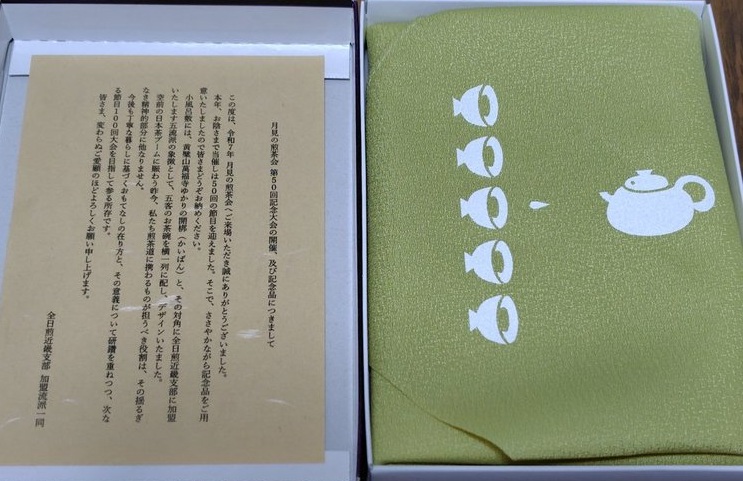 月見の煎茶会 第50回記念大会の開催、及び記念品につきまして
この度は、令和7年 月見の煎茶会へご来場いただき誠にありがとうございました。
本年、お陰さまで当催しは50回の節目を迎えました。そこで、ささやかながら記念品をご用
意いたしましたので皆さまどうぞお納めください。
小風呂敷には、黄檗山萬福寺ゆかりの開梆（かいぱん）と、その対角に全日煎近畿支部に加盟
いたします五流派の象徴として、五客のお茶碗を横一列に配し、デザインいたしました。
空前の日本茶ブームに賑わう昨今、私たち煎茶道に携わるものが担うべき役割は、その揺るぎ
なき精神的部分に他なりません。
今後も丁寧な暮らしに基づくおもてなしの在り方と、その意義について研鑽を重ねつつ、次な
る節目100回大会を目指して参る所存です。
皆さま、変わらぬご愛顧のほどよろしくお願い申し上げます。
全日煎近畿支部 加盟流派一同